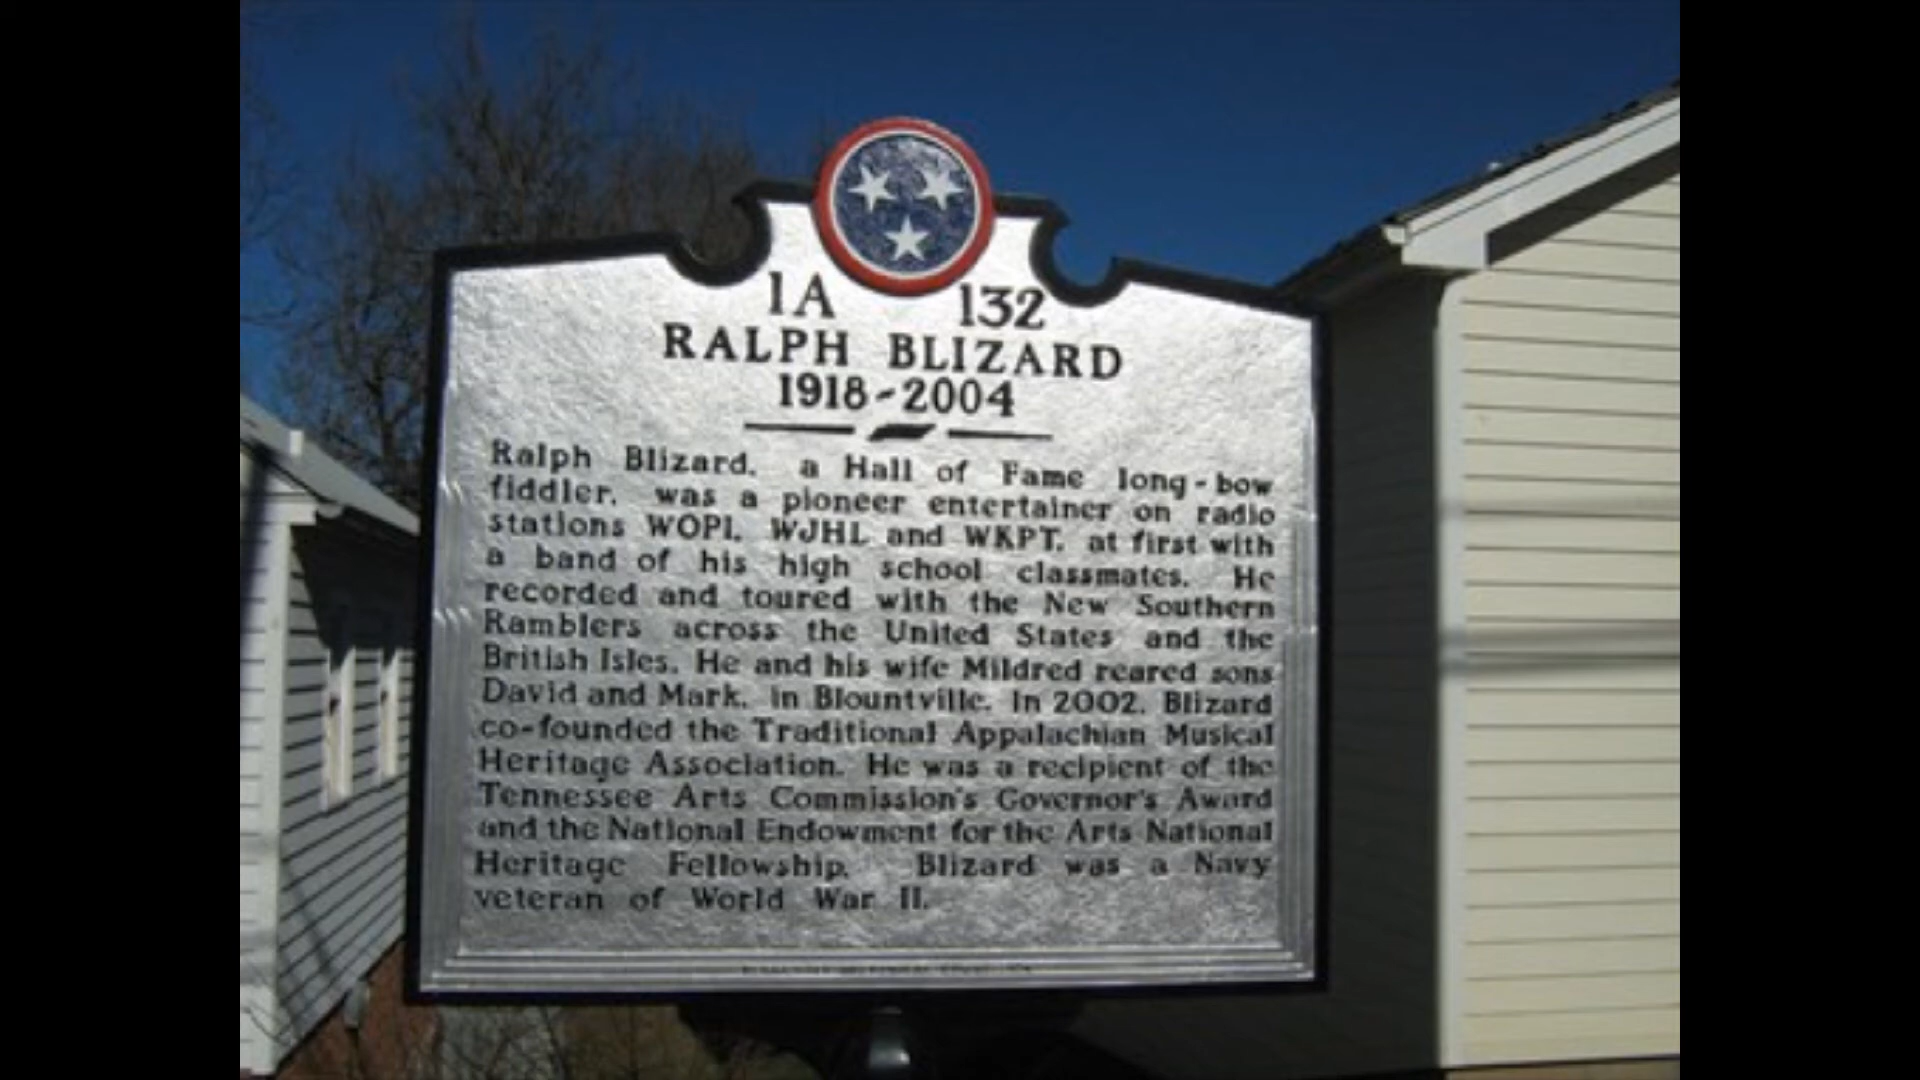 1A 132
RALPH BLIZARD
1918-2004
Ralph Blizard, a Hall of Fame long-bow
fiddler, was a pioneer entertainer on radio
stations WOPI, WJHL and WKPT, at first with
a band of his high school classmates. He
recorded and toured with the New Southern
Ramblers across the United States and the
British Isles. He and his wife Mildred reared sons
David and Mark, in Blountville. In 2002, Blizard
co-founded the Traditional Appalachian Musical
Heritage Association. He was a recipient of the
Tennessee Arts Commission's Governor's Award
and the National Endowment for the Arts National
Heritage Fellowship. Blizard was a Navy
veteran of World War II.